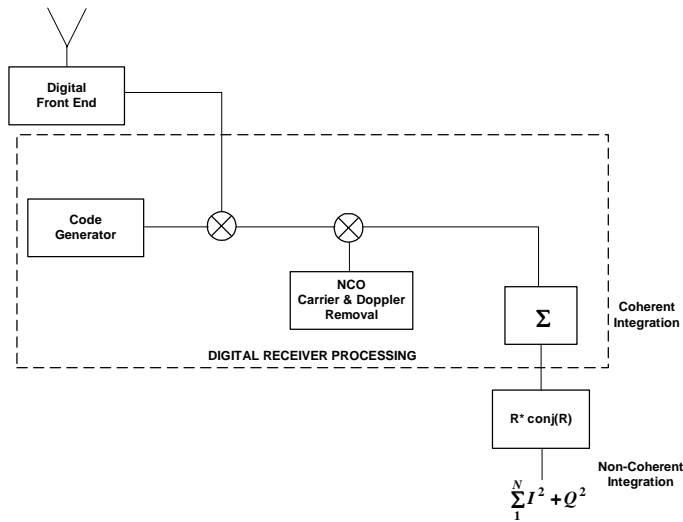 Digital
Front End
Code
Generator
NCO
Carrier & Doppler
Removal
Σ
Coherent
Integration
DIGITAL RECEIVER PROCESSING
R* conj(R)
Non-Coherent
Integration
N
Σ I² + Q²
1